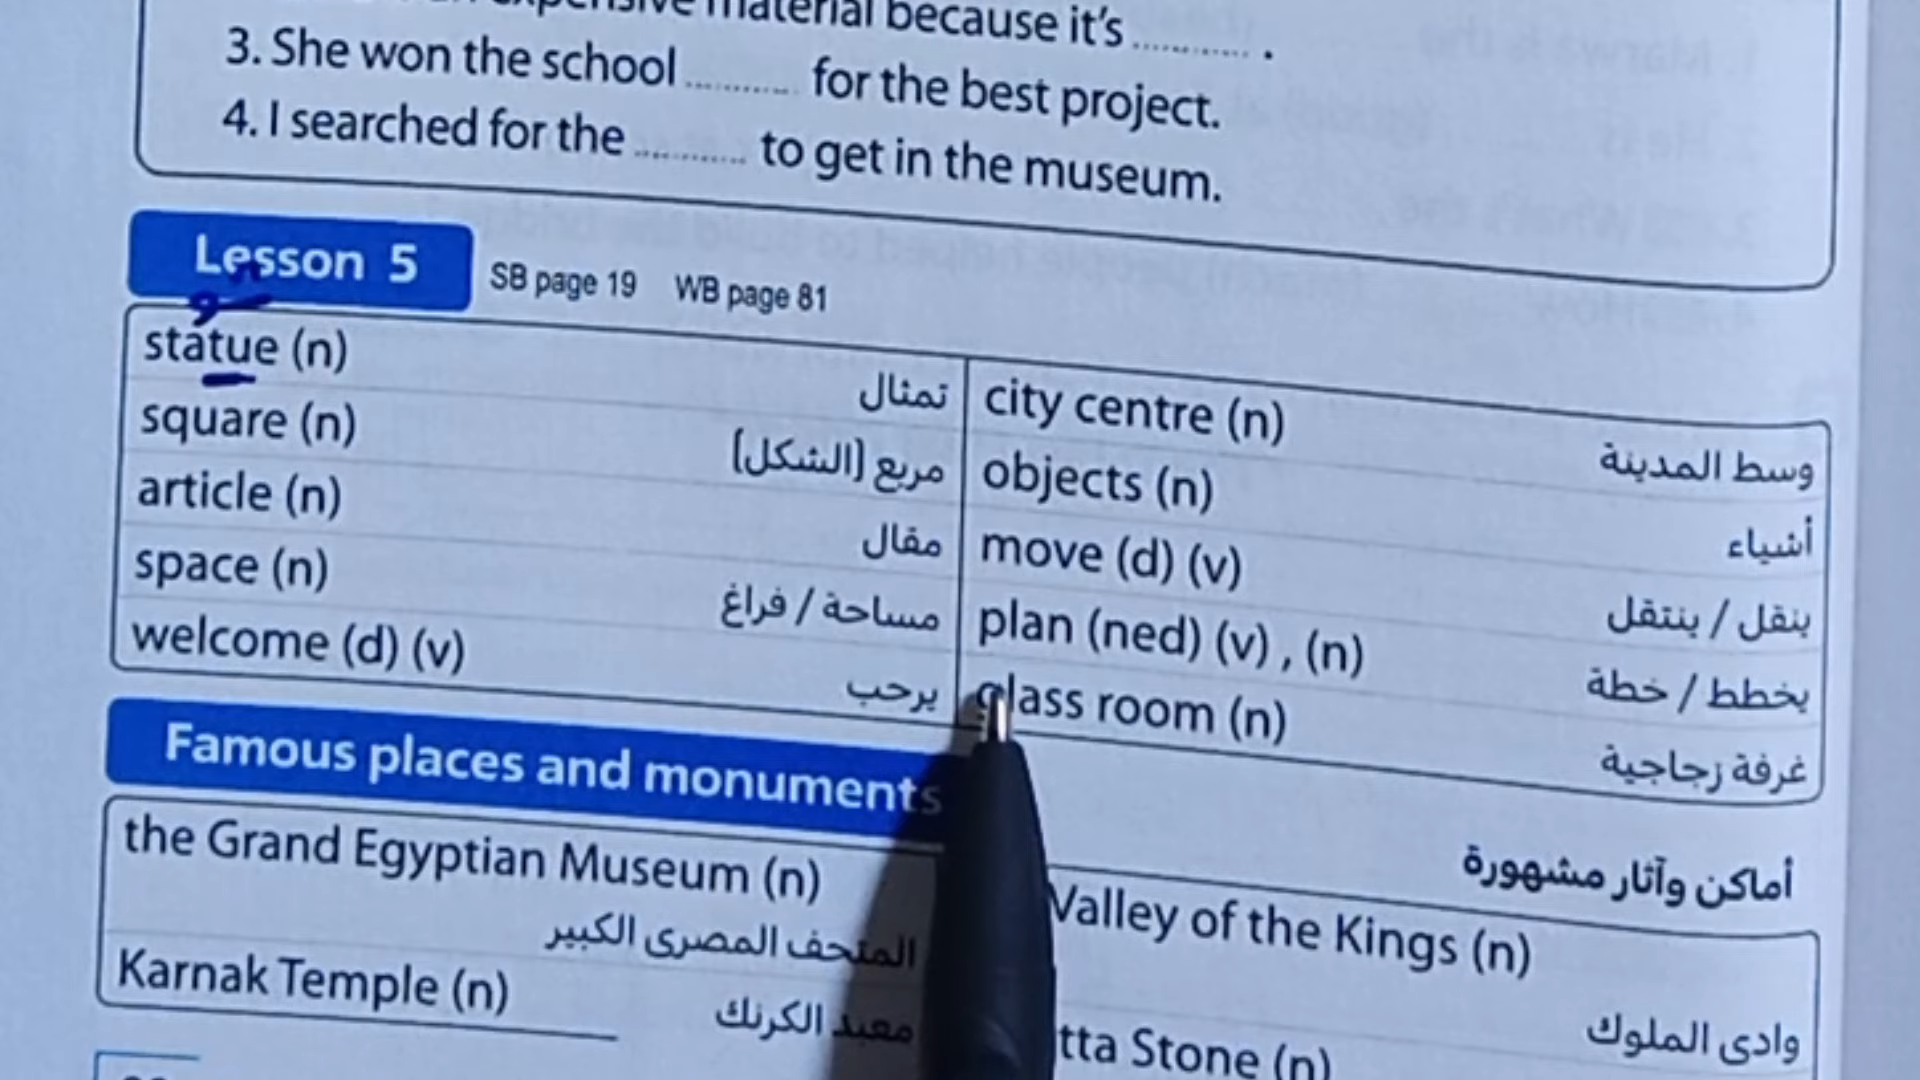 expensive material because it's ............ .
3. She won the school ............ for the best project.
4. I searched for the ............ to get in the museum.
Lesson 5 SB page 19 WB page 81
statue (n) تمثال
square (n) مربع [الشكل]
article (n) مقال
space (n) مساحة / فراغ
welcome (d) (v) يرحب
city centre (n) وسط المدينة
objects (n) أشياء
move (d) (v) ينقل / ينتقل
plan (ned) (v) , (n) يخطط / خطة
glass room (n) غرفة زجاجية
Famous places and monuments أماكن وآثار مشهورة
the Grand Egyptian Museum (n)
المتحف المصرى الكبير
Karnak Temple (n) معبد الكرنك
Valley of the Kings (n)
وادى الملوك
tta Stone (n)